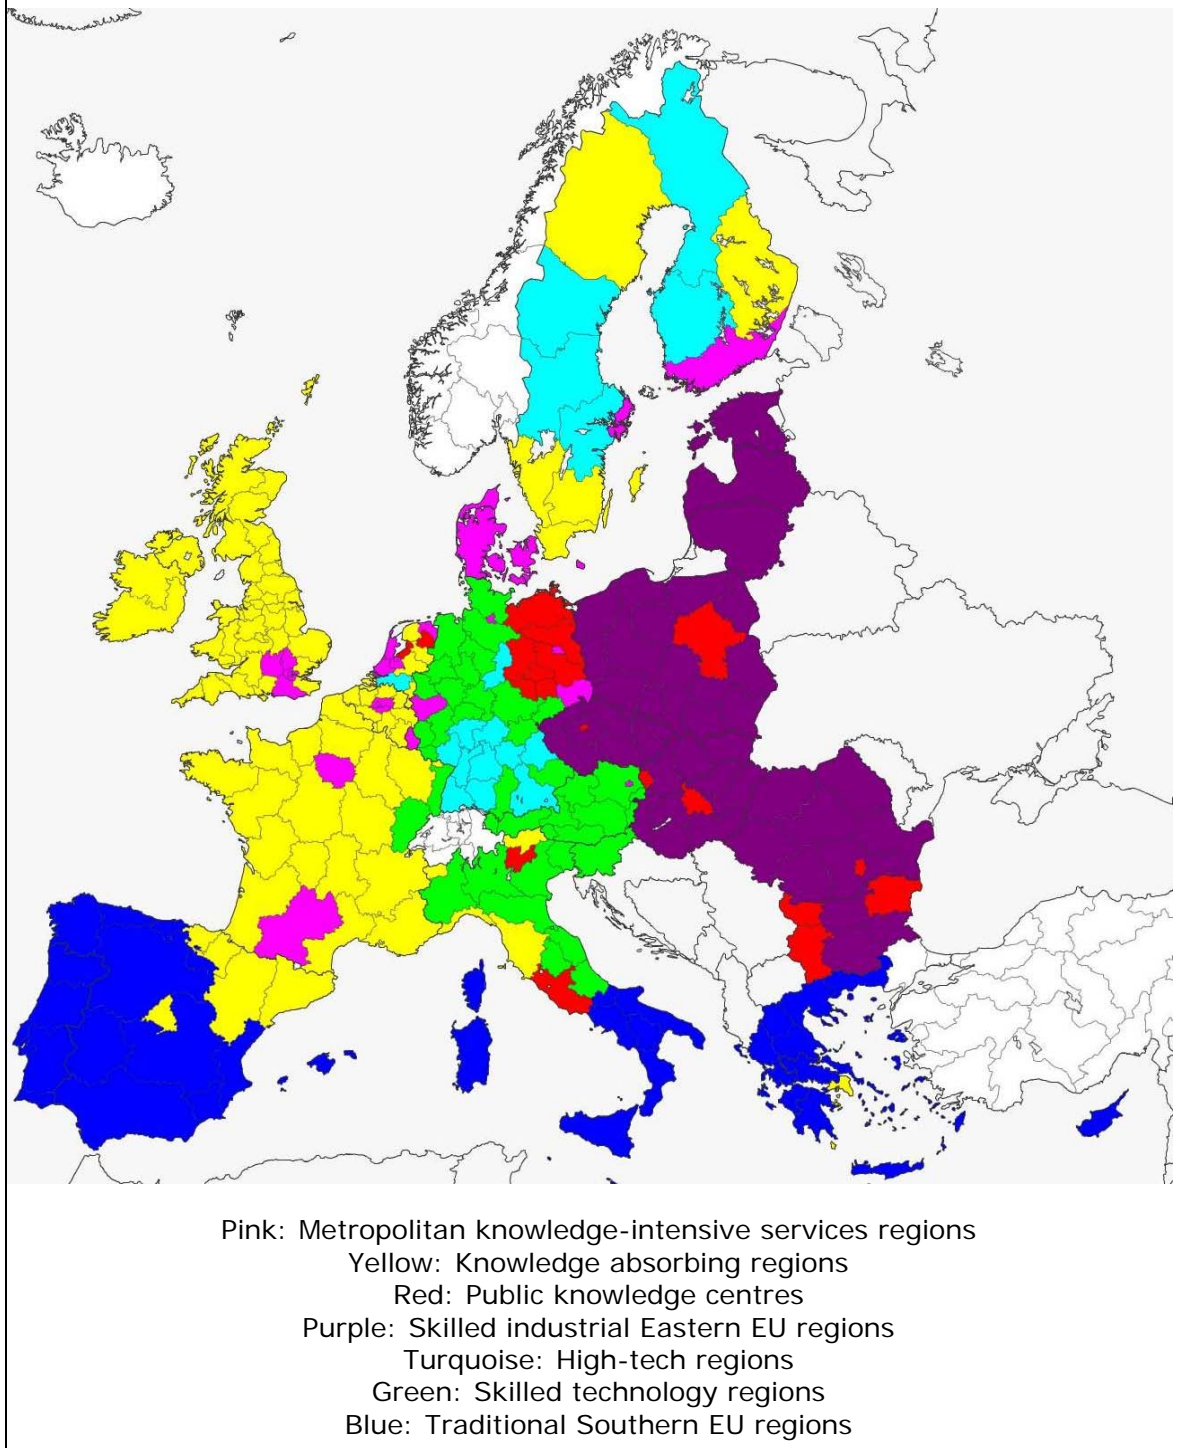 Pink: Metropolitan knowledge-intensive services regions
Yellow: Knowledge absorbing regions
Red: Public knowledge centres
Purple: Skilled industrial Eastern EU regions
Turquoise: High-tech regions
Green: Skilled technology regions
Blue: Traditional Southern EU regions